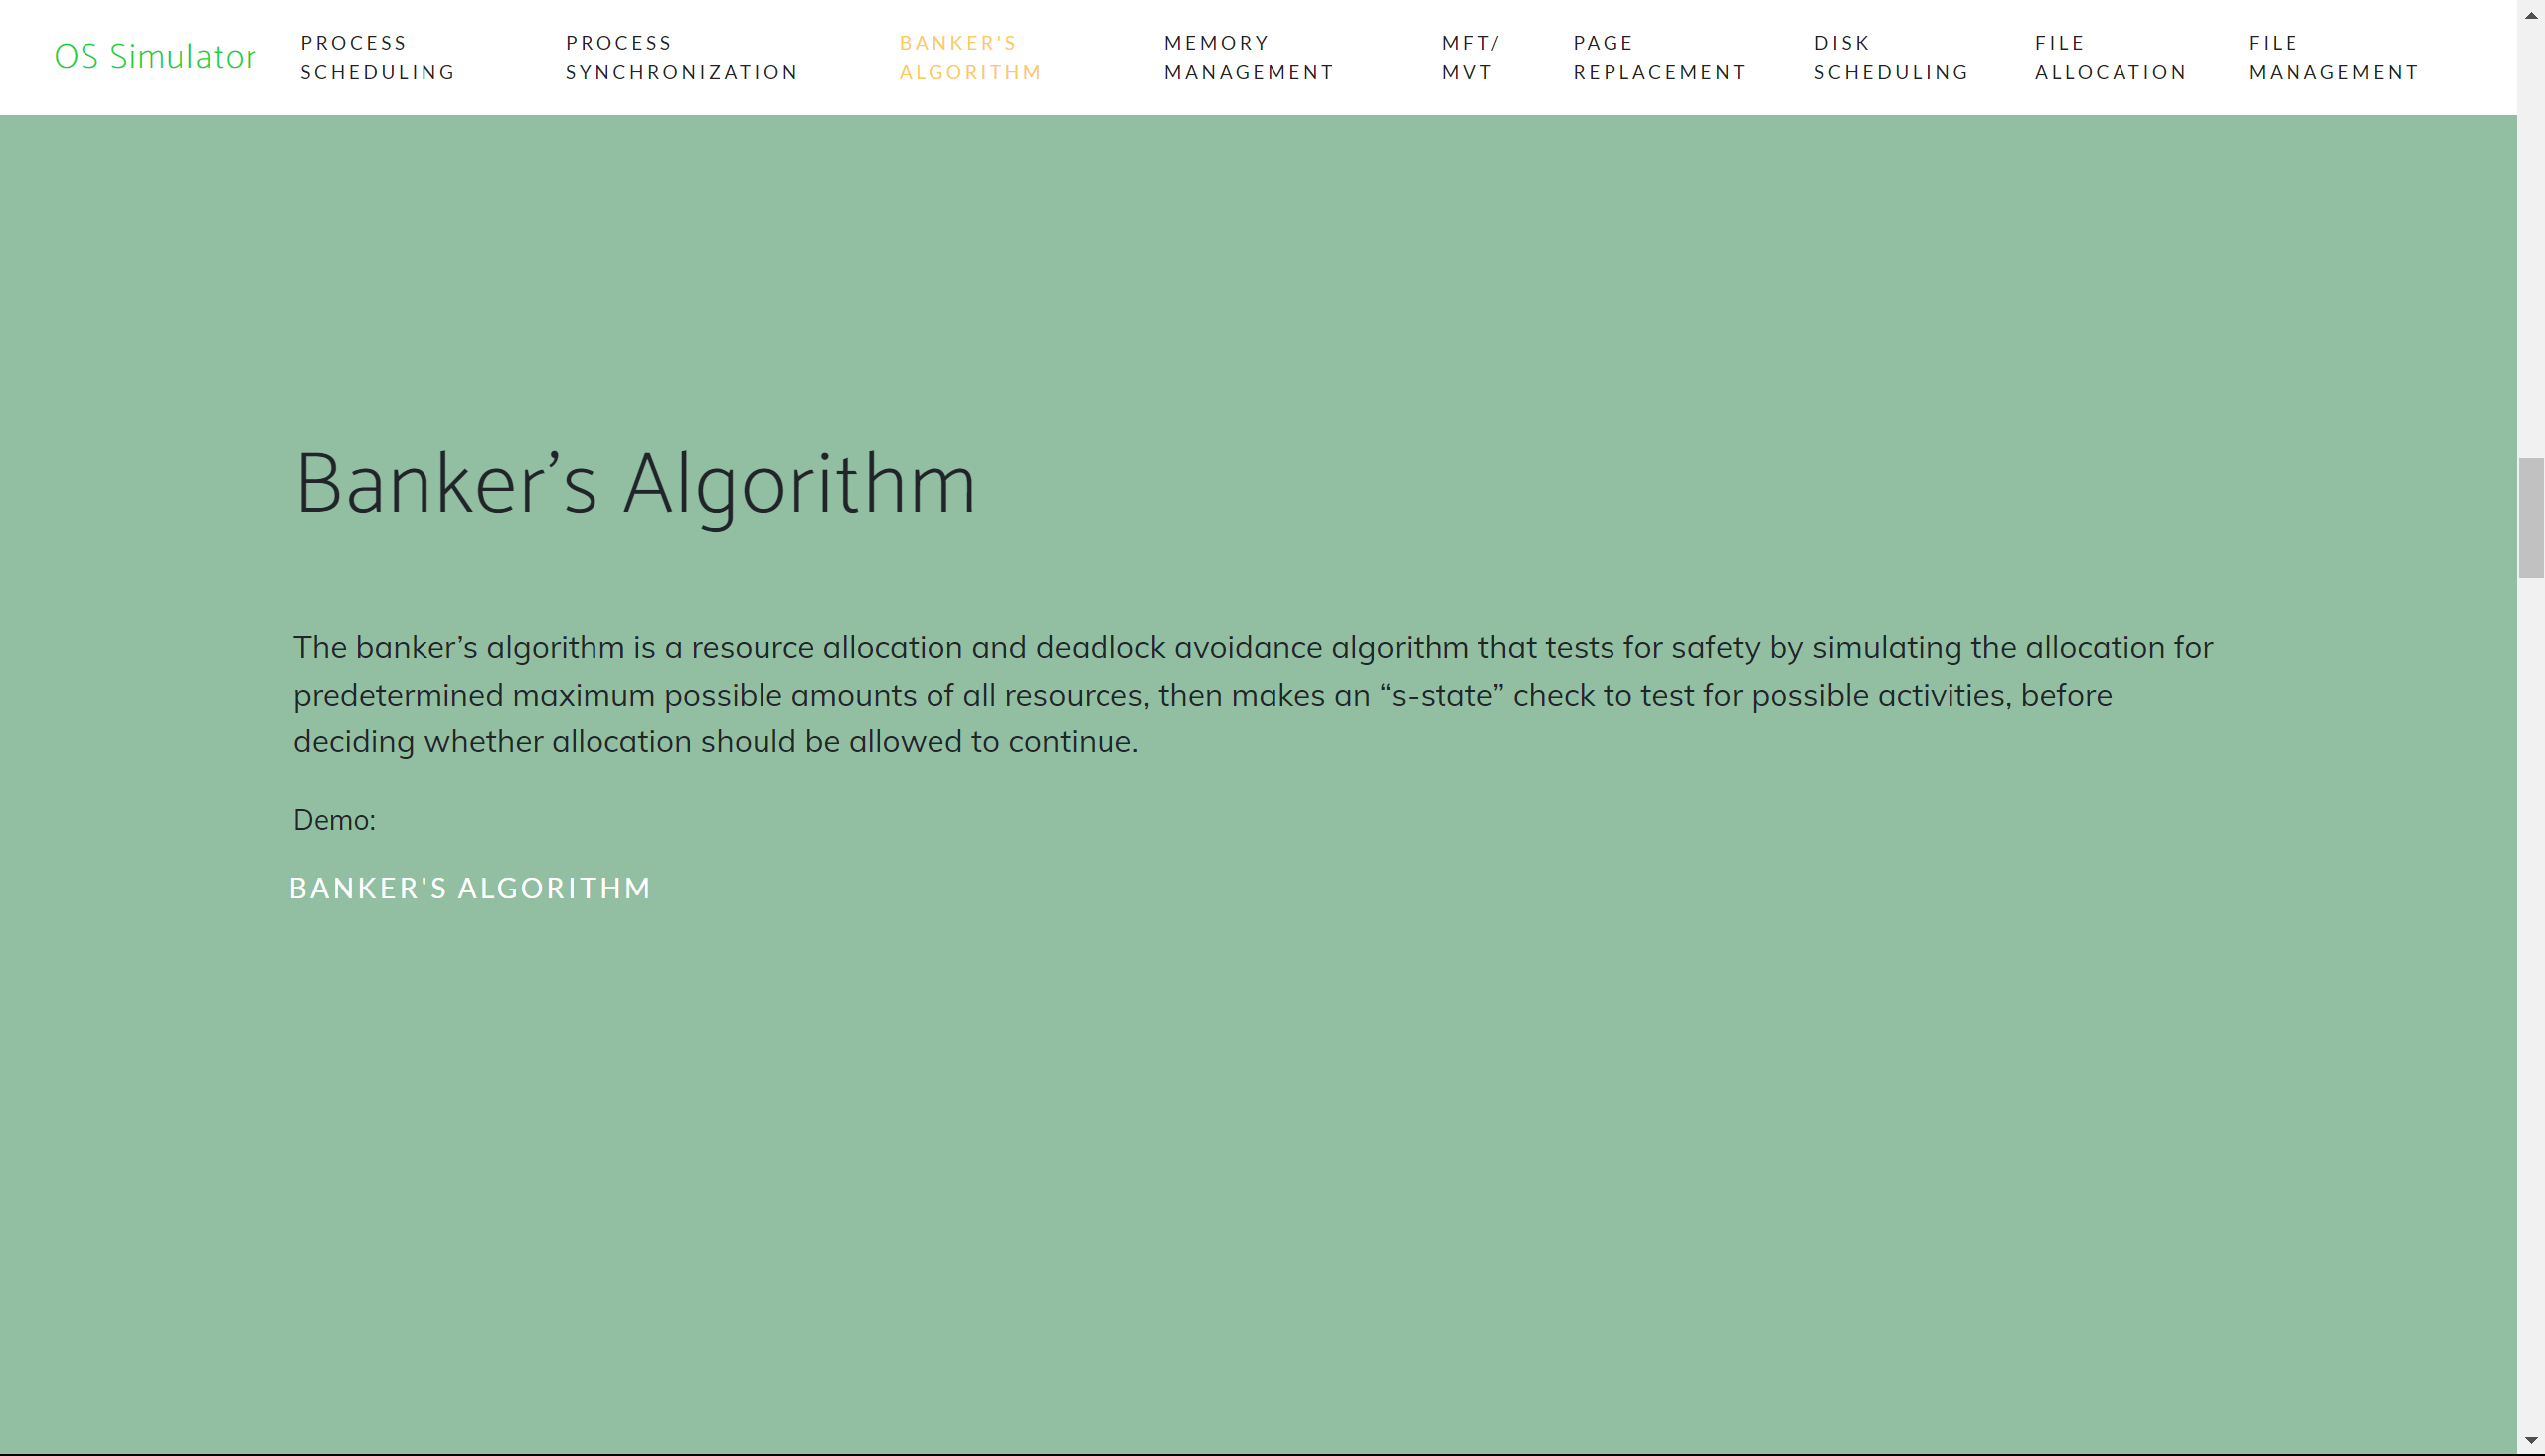 OS Simulator
PROCESS
SCHEDULING
PROCESS
SYNCHRONIZATION
BANKER'S
ALGORITHM
MEMORY
MANAGEMENT
MFT/
MVT
PAGE
REPLACEMENT
DISK
SCHEDULING
FILE
ALLOCATION
FILE
MANAGEMENT
Banker’s Algorithm
The banker’s algorithm is a resource allocation and deadlock avoidance algorithm that tests for safety by simulating the allocation for
predetermined maximum possible amounts of all resources, then makes an “s-state” check to test for possible activities, before
deciding whether allocation should be allowed to continue.
Demo:
BANKER'S ALGORITHM